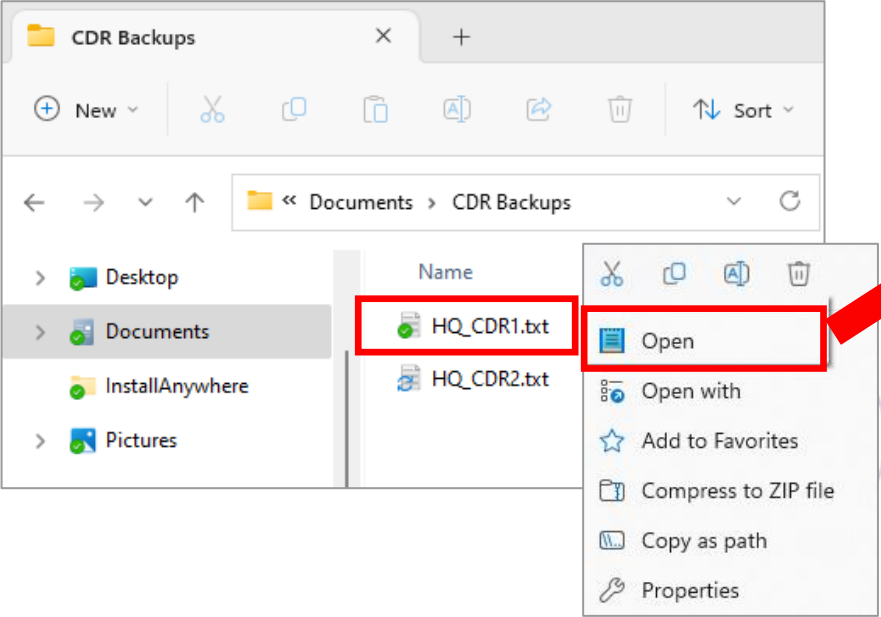 CDR Backups
New
Sort
« Documents > CDR Backups
Name
Desktop
HQ_CDR1.txt
Documents
HQ_CDR2.txt
InstallAnywhere
Pictures
Open
Open with
Add to Favorites
Compress to ZIP file
Copy as path
Properties